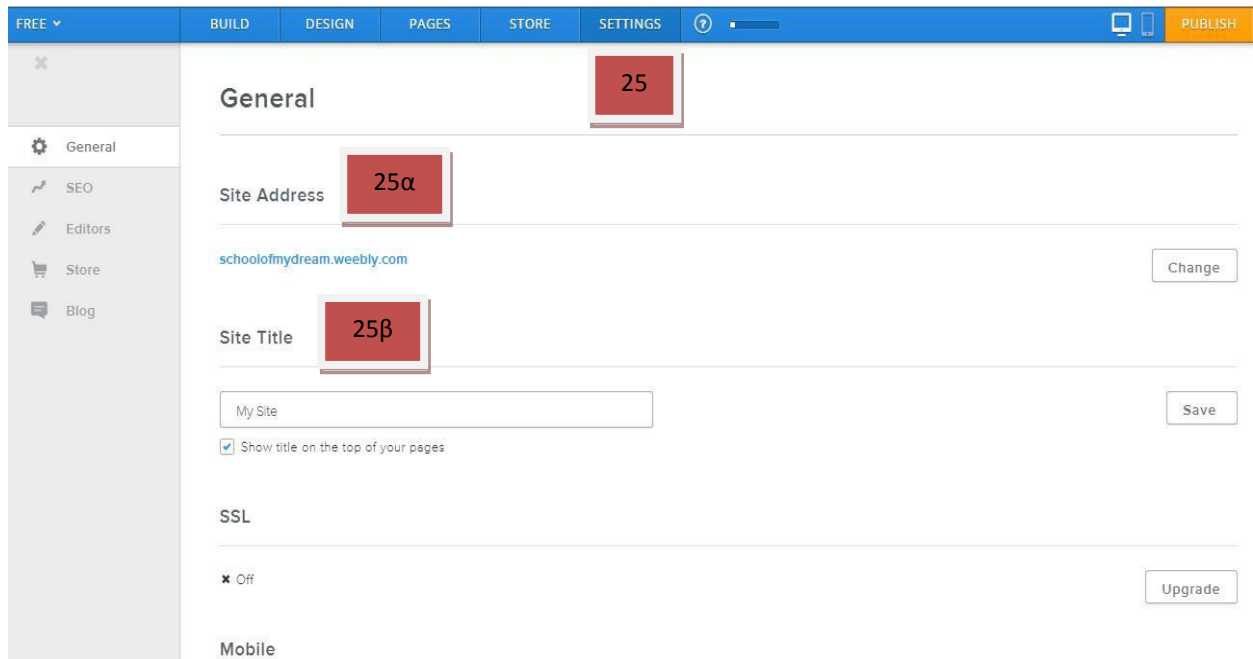 FREE BUILD DESIGN PAGES STORE SETTINGS ? PUBLISH
General
25
General
SEO
Editors
Store
Blog
Site Address
25α
schoolofmydream.weebly.com
Change
Site Title
25β
My Site
Save
Show title on the top of your pages
SSL
Off
Upgrade
Mobile